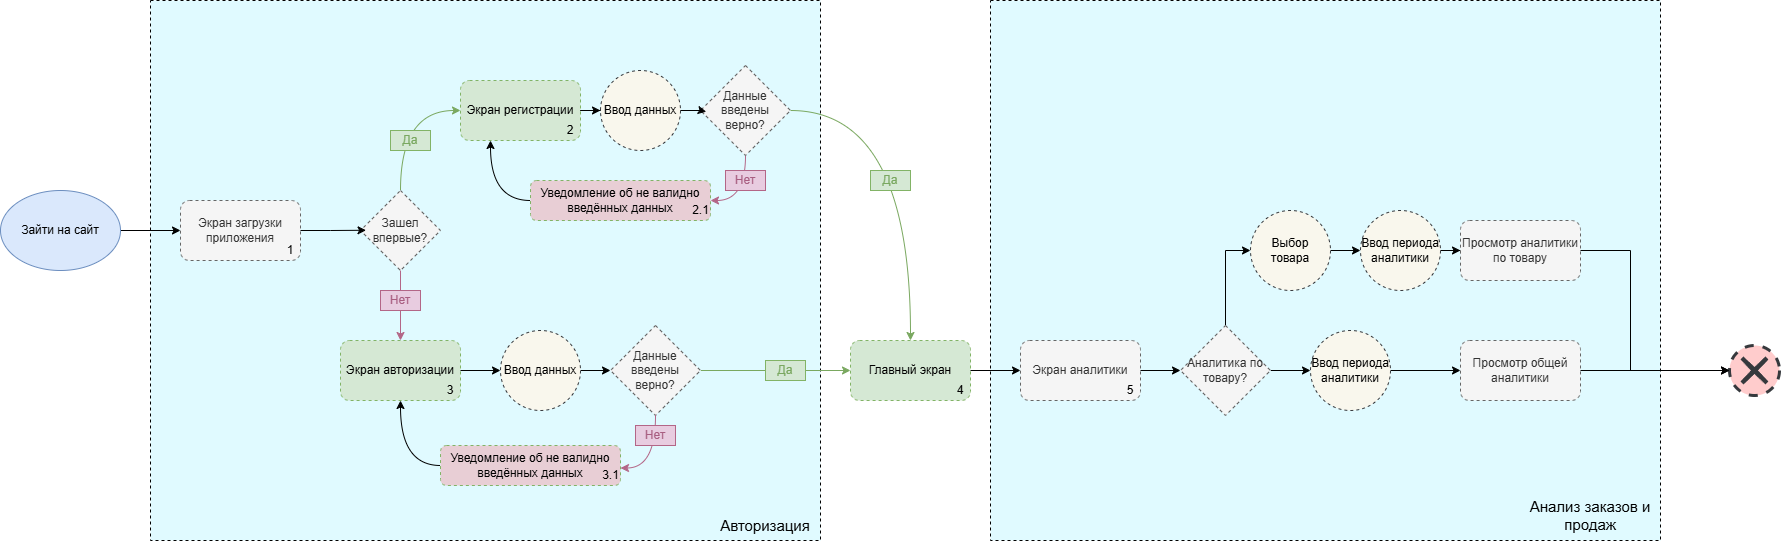 Зайти на сайт
Экран загрузки
приложения
1
Зашел
впервые?
Да
Экран регистрации
2
Ввод данных
Данные
введены
верно?
Нет
Уведомление об не валидно
введённых данных
2.1
Да
Нет
Экран авторизации
3
Ввод данных
Данные
введены
верно?
Нет
Уведомление об не валидно
введённых данных
3.1
Да
Авторизация
Главный экран
4
Экран аналитики
5
Аналитика по
товару?
Выбор
товара
Ввод периода
аналитики
Просмотр аналитики
по товару
Ввод периода
аналитики
Просмотр общей
аналитики
Анализ заказов и
продаж